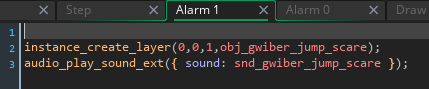 Step
Alarm 1
Alarm 0
Draw
1
2 instance_create_layer(0,0,1,obj_gwiber_jump_scare);
3 audio_play_sound_ext({ sound: snd_gwiber_jump_scare });